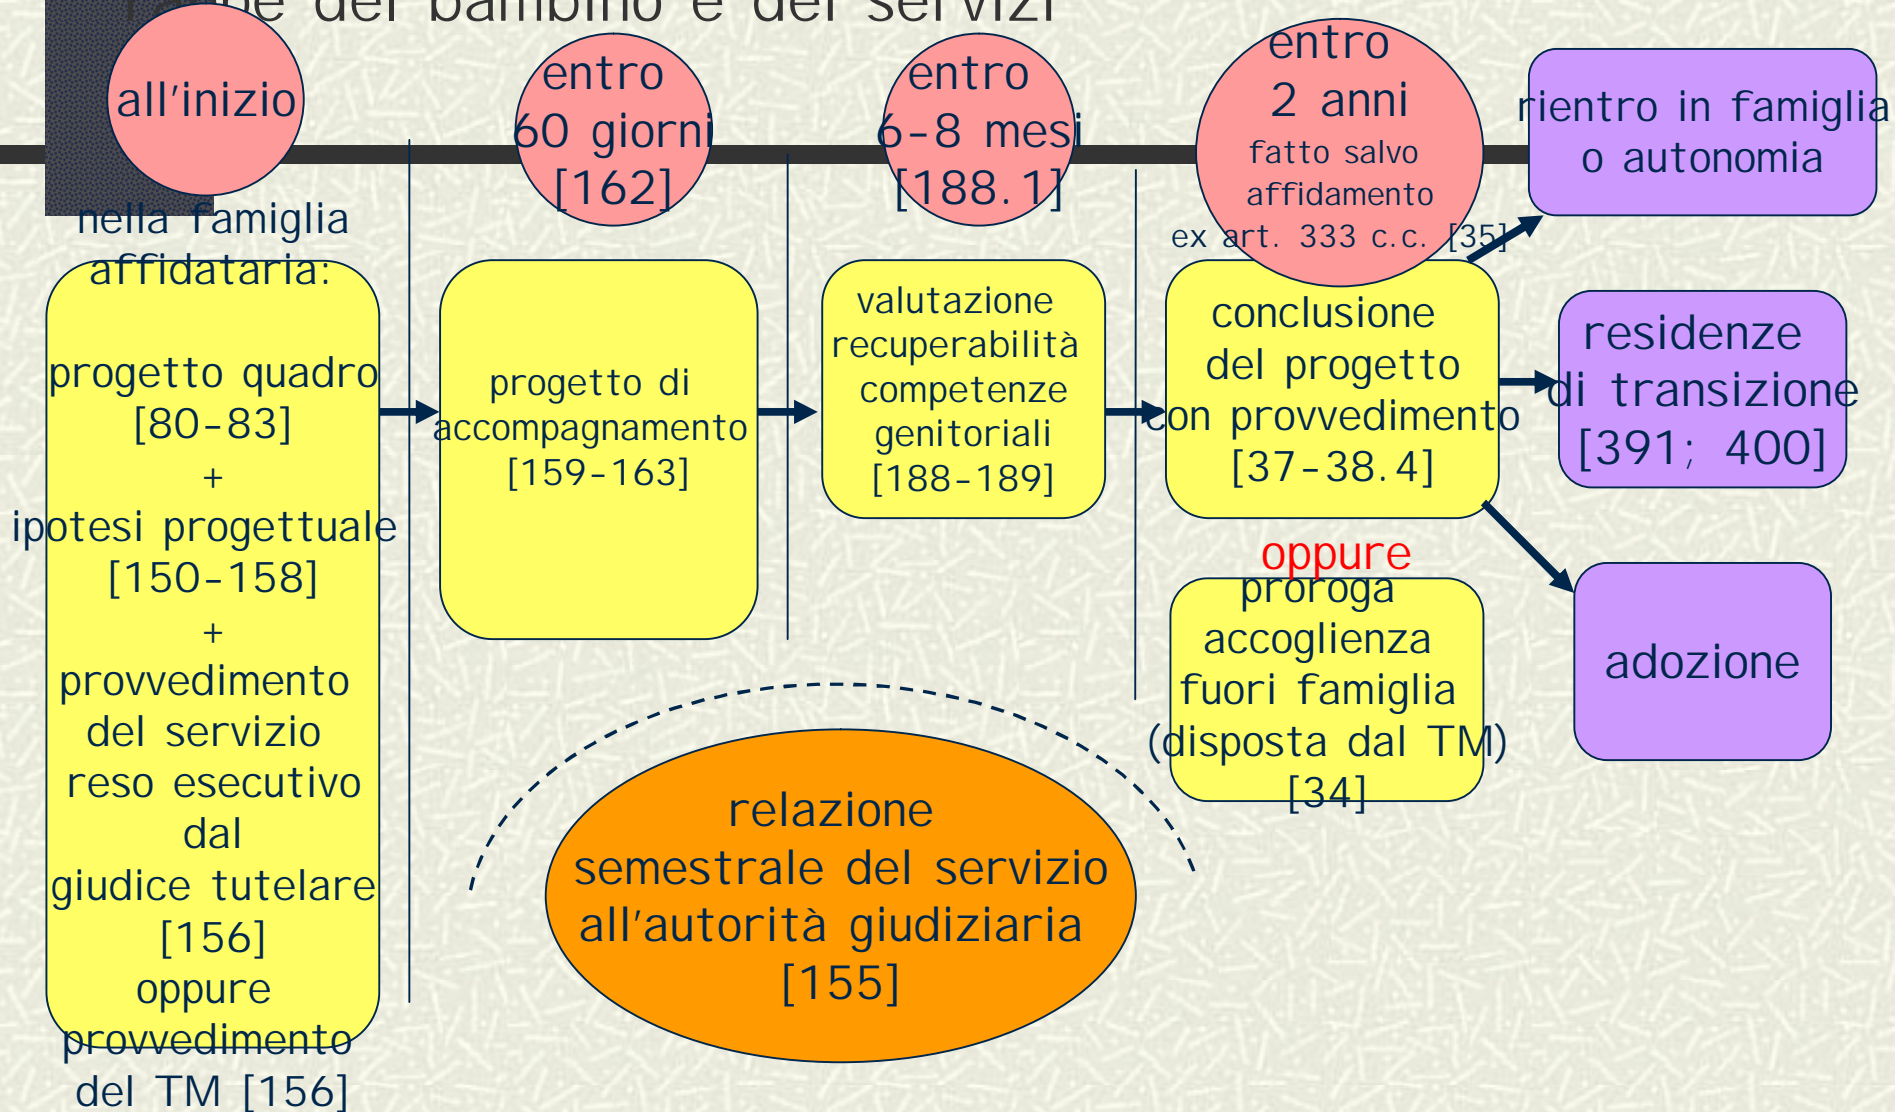 del bambino e dei servizi
all'inizio
nella famiglia
affidataria:
progetto quadro
[80-83]
+
ipotesi progettuale
[150-158]
+
provvedimento
del servizio
reso esecutivo
dal
giudice tutelare
[156]
oppure
provvedimento
del TM [156]
entro
60 giorni
[162]
progetto di
accompagnamento
[159-163]
entro
6-8 mesi
[188.1]
valutazione
recuperabilità
competenze
genitoriali
[188-189]
entro
2 anni
fatto salvo
affidamento
ex art. 333 c.c. [35]
conclusione
del progetto
con provvedimento
[37-38.4]
oppure
proroga
accoglienza
fuori famiglia
(disposta dal TM)
[34]
rientro in famiglia
o autonomia
residenze
di transizione
[391; 400]
adozione
relazione
semestrale del servizio
all'autorità giudiziaria
[155]